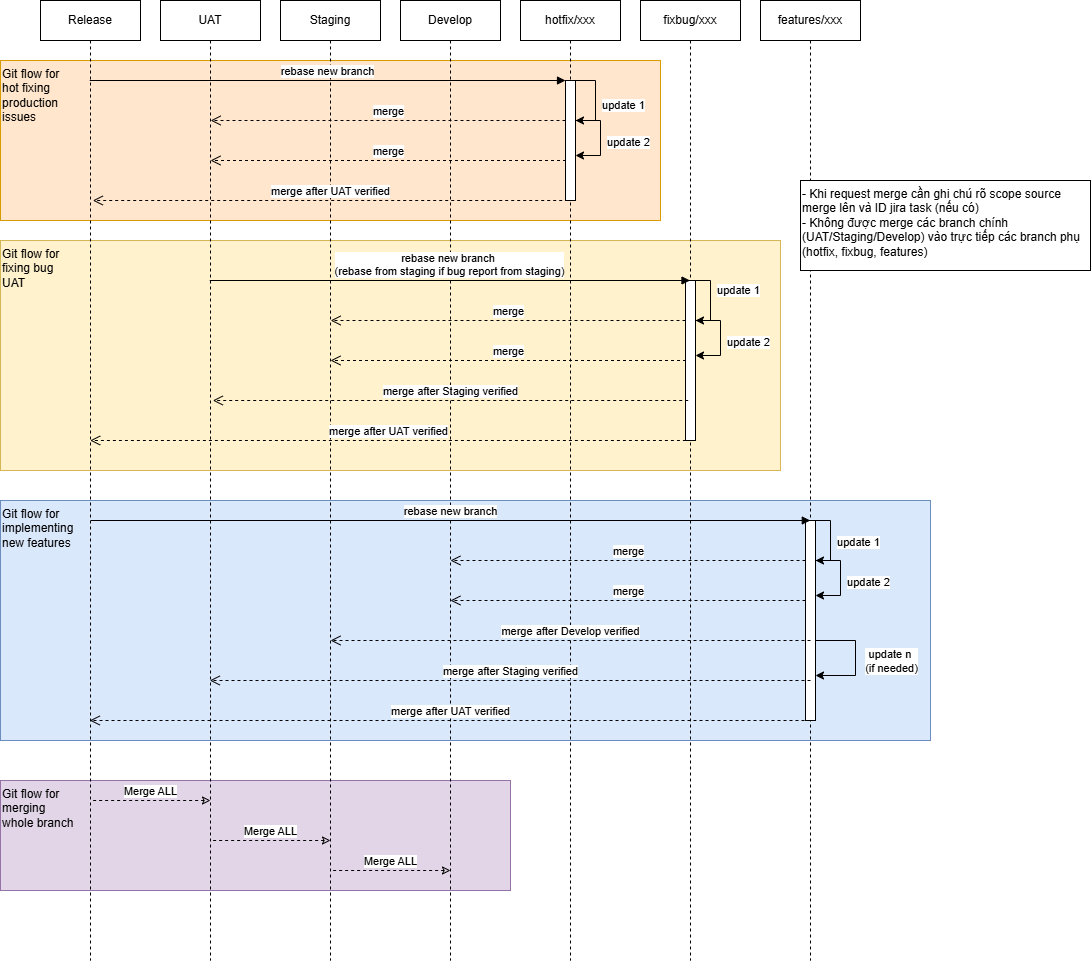 Release
UAT
Staging
Develop
hotfix/xxx
fixbug/xxx
features/xxx
Git flow for
hot fixing
production
issues
rebase new branch
update 1
merge
update 2
merge
merge after UAT verified
- Khi request merge cần ghi chú rõ scope source
merge lên và ID jira task (nếu có)
- Không được merge các branch chính
(UAT/Staging/Develop) vào trực tiếp các branch phụ
(hotfix, fixbug, features)
Git flow for
fixing bug
UAT
rebase new branch
(rebase from staging if bug report from staging)
update 1
merge
update 2
merge
merge after Staging verified
merge after UAT verified
Git flow for
implementing
new features
rebase new branch
update 1
merge
update 2
merge
merge after Develop verified
update n
(if needed)
merge after Staging verified
merge after UAT verified
Git flow for
merging
whole branch
Merge ALL
Merge ALL
Merge ALL